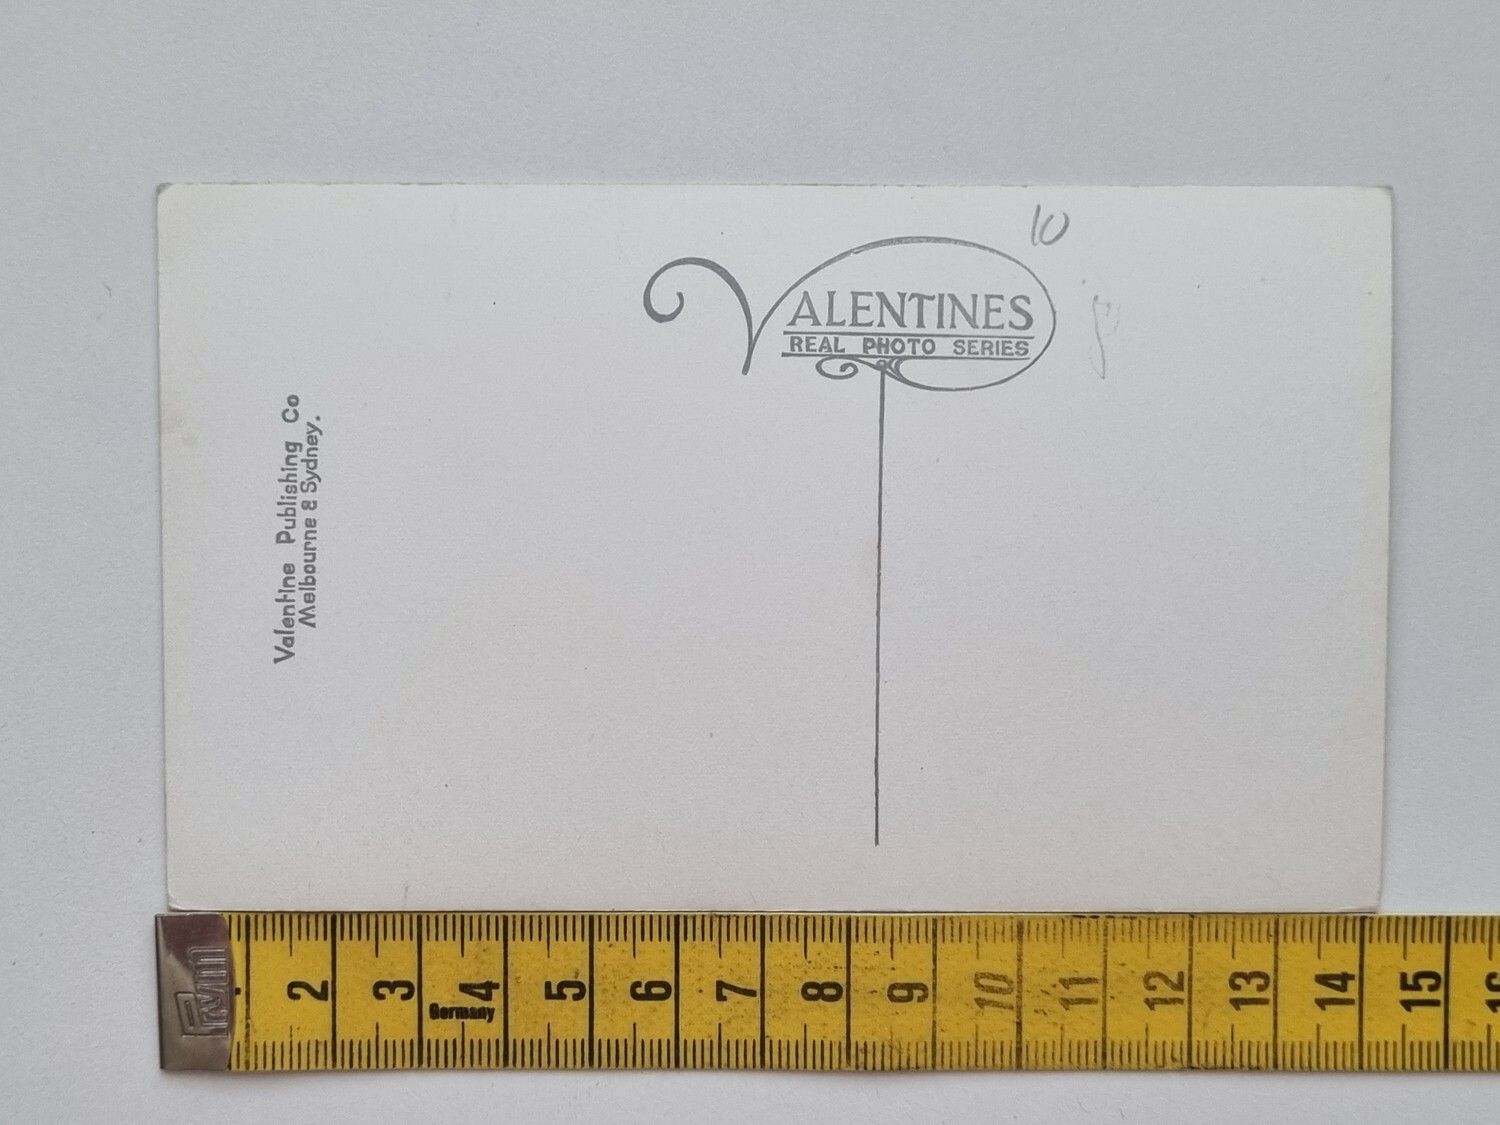 10
VALENTINES
REAL PHOTO SERIES
Valentine Publishing Co
Melbourne & Sydney.
Prym
2 3 4 5 6 7 8 9 10 11 12 13 14 15 16
Germany